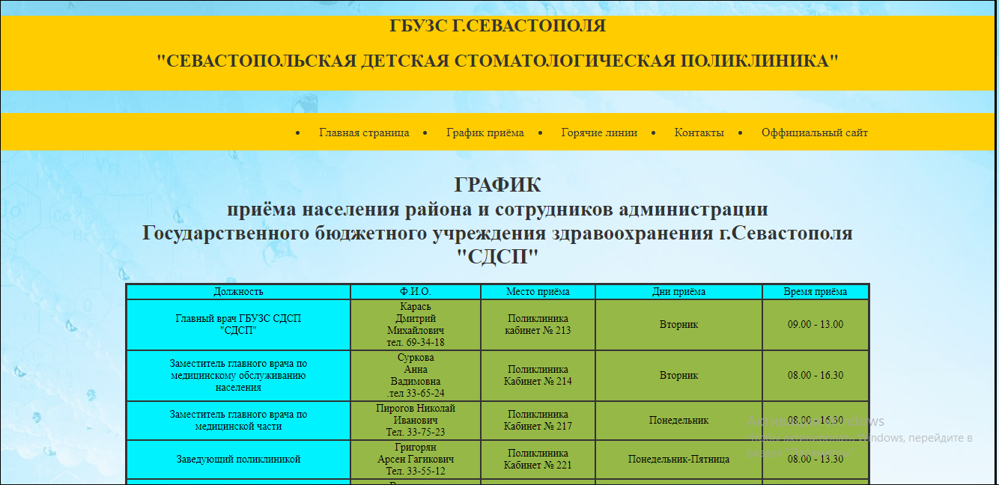 ГБУЗС Г.СЕВАСТОПОЛЯ
"СЕВАСТОПОЛЬСКАЯ ДЕТСКАЯ СТОМАТОЛОГИЧЕСКАЯ ПОЛИКЛИНИКА"
• Главная страница • График приёма • Горячие линии • Контакты • Оффициальный сайт
ГРАФИК
приёма населения района и сотрудников администрации
Государственного бюджетного учреждения здравоохранения г.Севастополя
"СДСП"
Должность Ф.И.О. Место приёма Дни приёма Время приёма
Главный врач ГБУЗС СДСП
"СДСП"
Карась
Дмитрий
Михайлович
тел. 69-34-18
Поликлиника
кабинет № 213
Вторник
09.00 - 13.00
Заместитель главного врача по
медицинскому обслуживанию
населения
Суркова
Анна
Вадимовна
.тел 33-65-24
Поликлиника
Кабинет № 214
Вторник
08.00 - 16.30
Заместитель главного врача по
медицинской части
Пирогов Николай
Иванович
Тел. 33-75-23
Поликлиника
Кабинет № 217
Понедельник
08.00 - 16.30
Заведующий поликлиникой
Григорян
Арсен Гагикович
Тел. 33-55-12
Поликлиника
Кабинет № 221
Понедельник-Пятница
08.00 - 13.30
Активация Windows
Чтобы активировать Windows, перейдите в
раздел